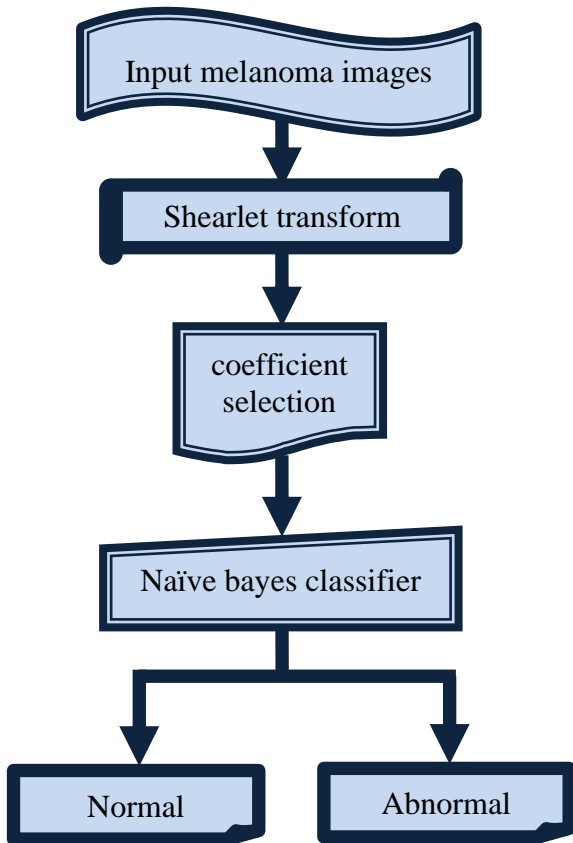 Input melanoma images
Shearlet transform
coefficient
selection
Naïve bayes classifier
Normal
Abnormal